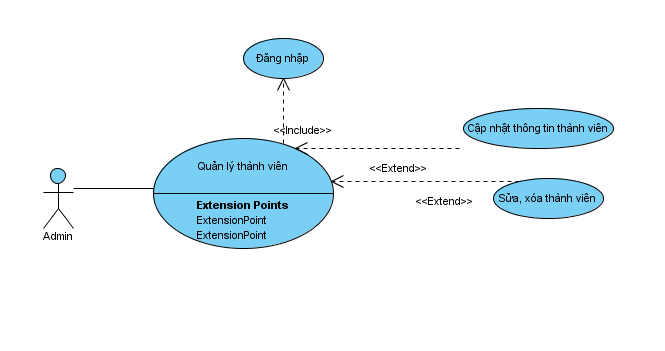 Đăng nhập
<<Include>>
Cập nhật thông tin thành viên
Quản lý thành viên
<<Extend>>
Sửa, xóa thành viên
<<Extend>>
Extension Points
ExtensionPoint
ExtensionPoint
Admin